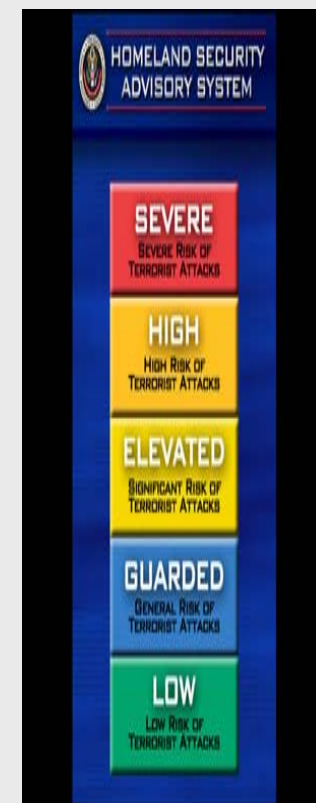 HOMELAND SECURITY
ADVISORY SYSTEM
SEVERE
SEVERE RISK OF
TERRORIST ATTACKS
HIGH
HIGH RISK OF
TERRORIST ATTACKS
ELEVATED
SIGNIFICANT RISK OF
TERRORIST ATTACKS
GUARDED
GENERAL RISK OF
TERRORIST ATTACKS
LOW
LOW RISK OF
TERRORIST ATTACKS